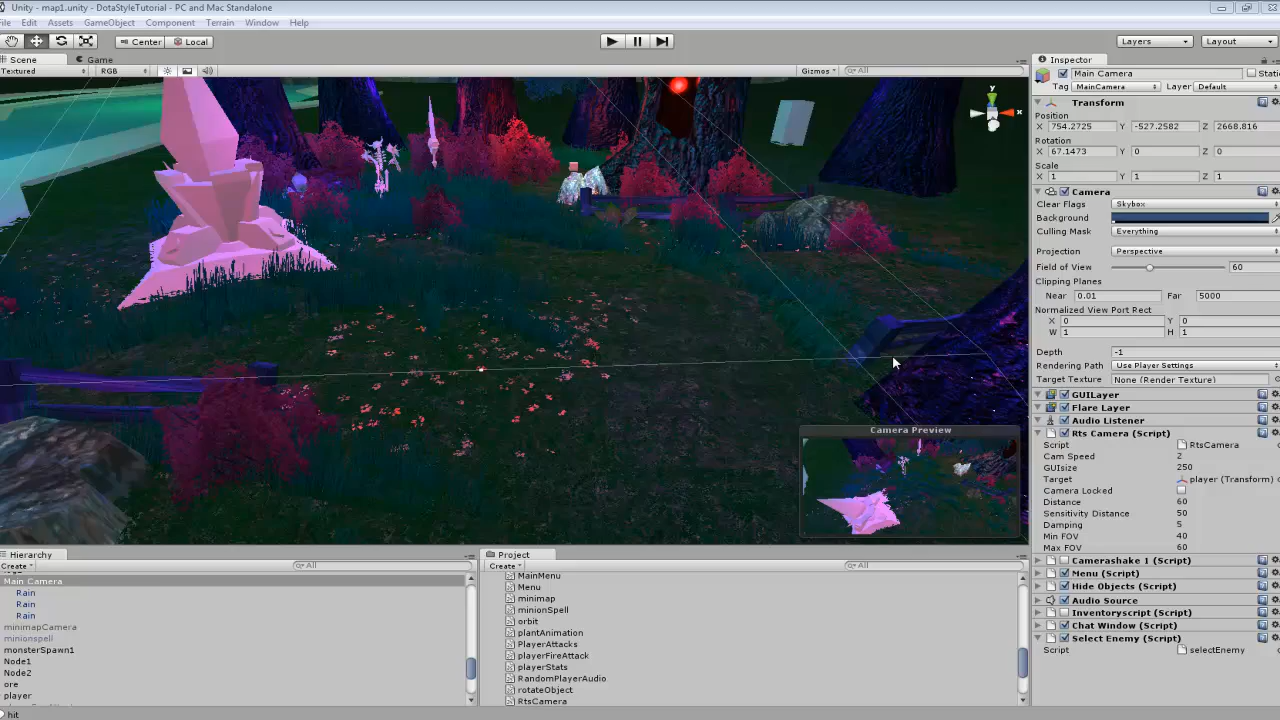 Unity - map1.unity - DotaStyleTutorial - PC and Mac Standalone
File Edit Assets GameObject Component Terrain Window Help
Center Local Layers Layout
Scene Game
Textured RGB Gizmos All
Inspector
Main Camera Static
Tag MainCamera Layer Default
Transform
Position
X 754.2725 Y -527.2582 Z 2668.816
Rotation
X 67.1473 Y 0 Z 0
Scale
X 1 Y 1 Z 1
Camera
Clear Flags Skybox
Background
Culling Mask Everything
Projection Perspective
Field of View 60
Clipping Planes
Near 0.01 Far 5000
Normalized View Port Rect
X 0 Y 0
W 1 H 1
Depth -1
Rendering Path Use Player Settings
Target Texture None (Render Texture)
GUILayer
Flare Layer
Audio Listener
Rts Camera (Script)
Script RtsCamera
Cam Speed 2
GUIsize 250
Target player (Transform)
Camera Locked
Distance 60
Sensitivity Distance 50
Damping 5
Min FOV 40
Max FOV 60
Camerashake 1 (Script)
Menu (Script)
Hide Objects (Script)
Audio Source
Inventoryscript (Script)
Chat Window (Script)
Select Enemy (Script)
Script selectEnemy
y
x
Camera Preview
Hierarchy
Create All
Main Camera
Rain
Rain
Rain
minimapCamera
minionspell
monsterSpawn1
Node1
Node2
ore
player
Project
Create All
MainMenu
Menu
minimap
minionSpell
orbit
plantAnimation
PlayerAttacks
playerFireAttack
playerStats
RandomPlayerAudio
rotateObject
RtsCamera
hit